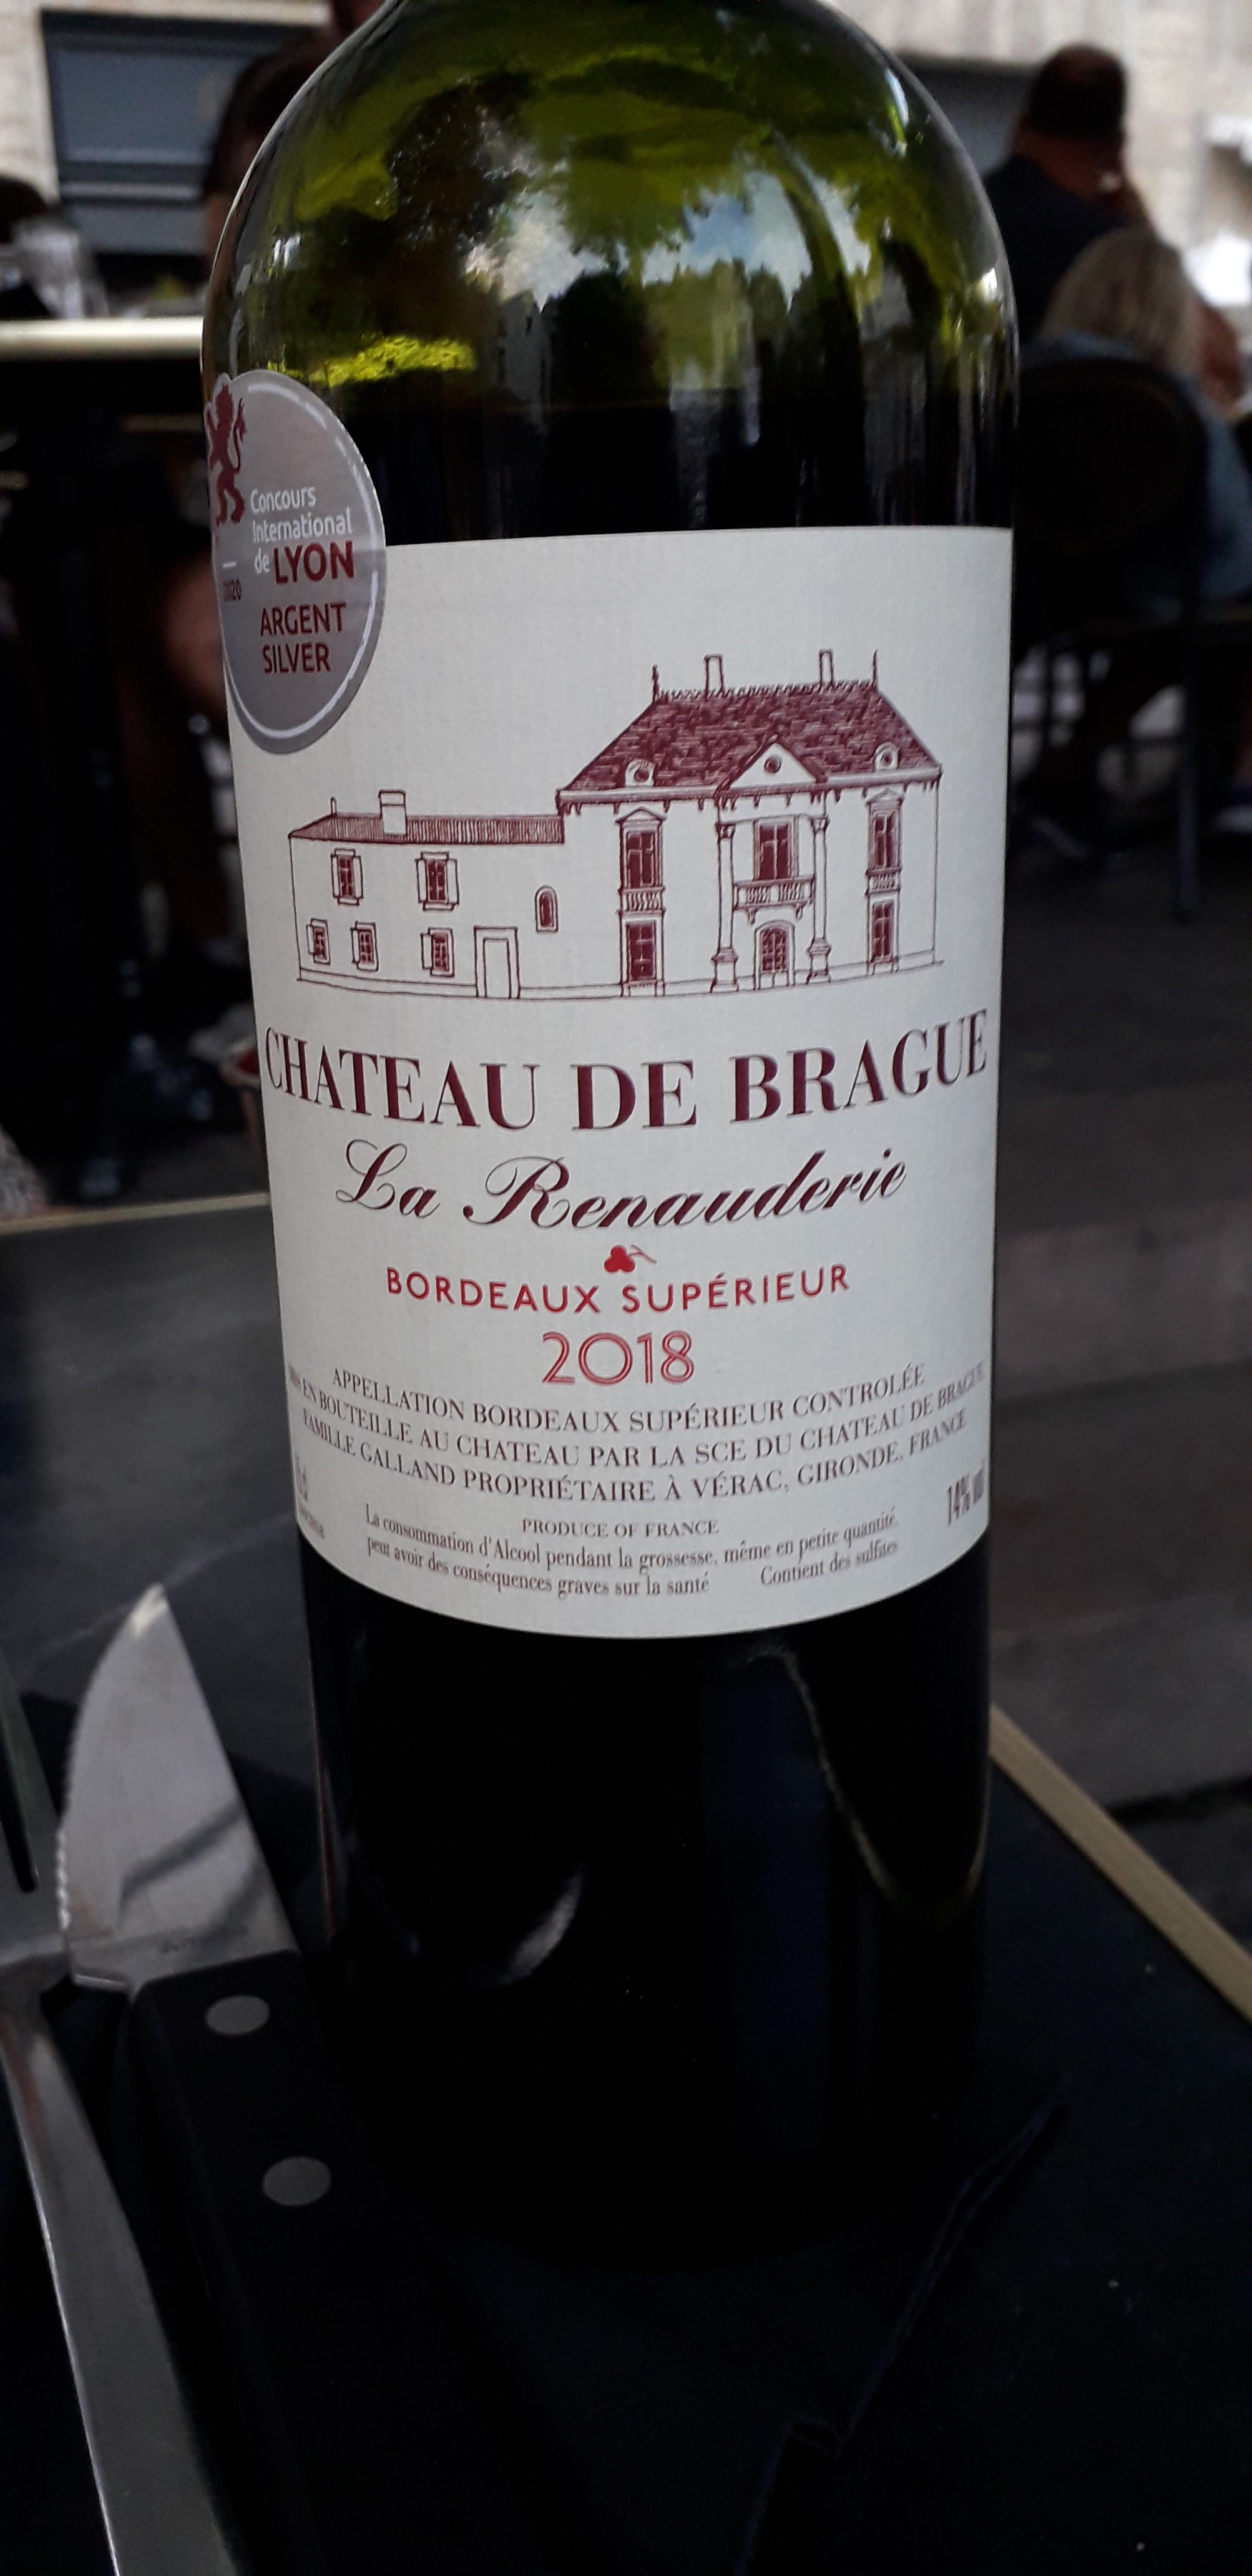 Concours
International
de LYON
2020
ARGENT
SILVER
CHATEAU DE BRAGUE
La Renauderie
BORDEAUX SUPÉRIEUR
2018
APPELLATION BORDEAUX SUPÉRIEUR CONTROLÉE
EN BOUTEILLE AU CHATEAU PAR LA SCE DU CHATEAU DE BRAGUE
FAMILLE GALLAND PROPRIÉTAIRE À VÉRAC, GIRONDE, FRANCE
14% vol
PRODUCE OF FRANCE
La consommation d'Alcool pendant la grossesse, même en petite quantité,
peut avoir des conséquences graves sur la santé Contient des sulfites